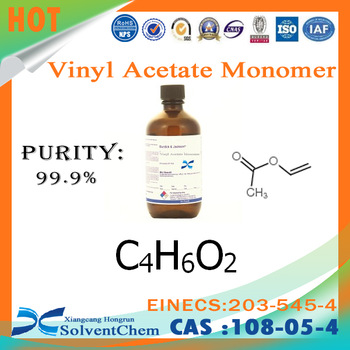 HOT
Vinyl Acetate Monomer
PURITY:
99.9%
O
O
CH₃
C4H6O2
EINECS:203-545-4
Xiangcang Hongrun
SolventChem
CAS :108-05-4